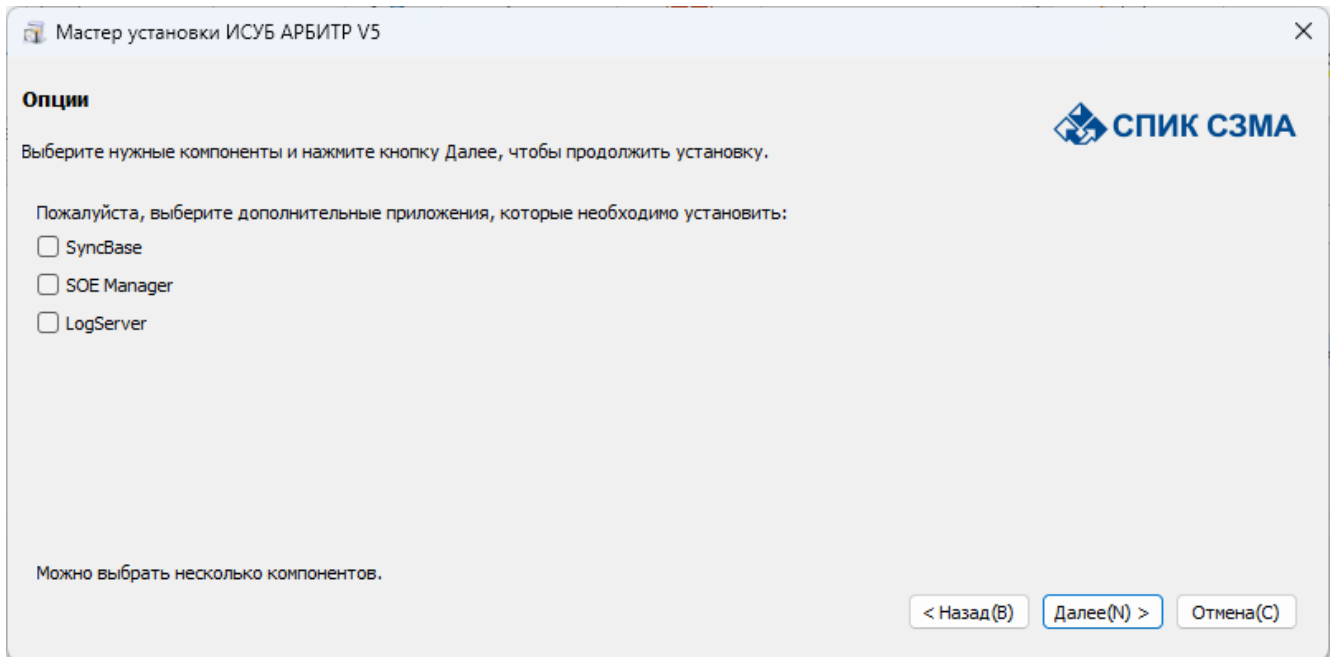 Мастер установки ИСУБ АРБИТР V5
Опции
СПИК СЗМА
Выберите нужные компоненты и нажмите кнопку Далее, чтобы продолжить установку.
Пожалуйста, выберите дополнительные приложения, которые необходимо установить:
SyncBase
SOE Manager
LogServer
Можно выбрать несколько компонентов.
< Назад(B) Далее(N) > Отмена(C)